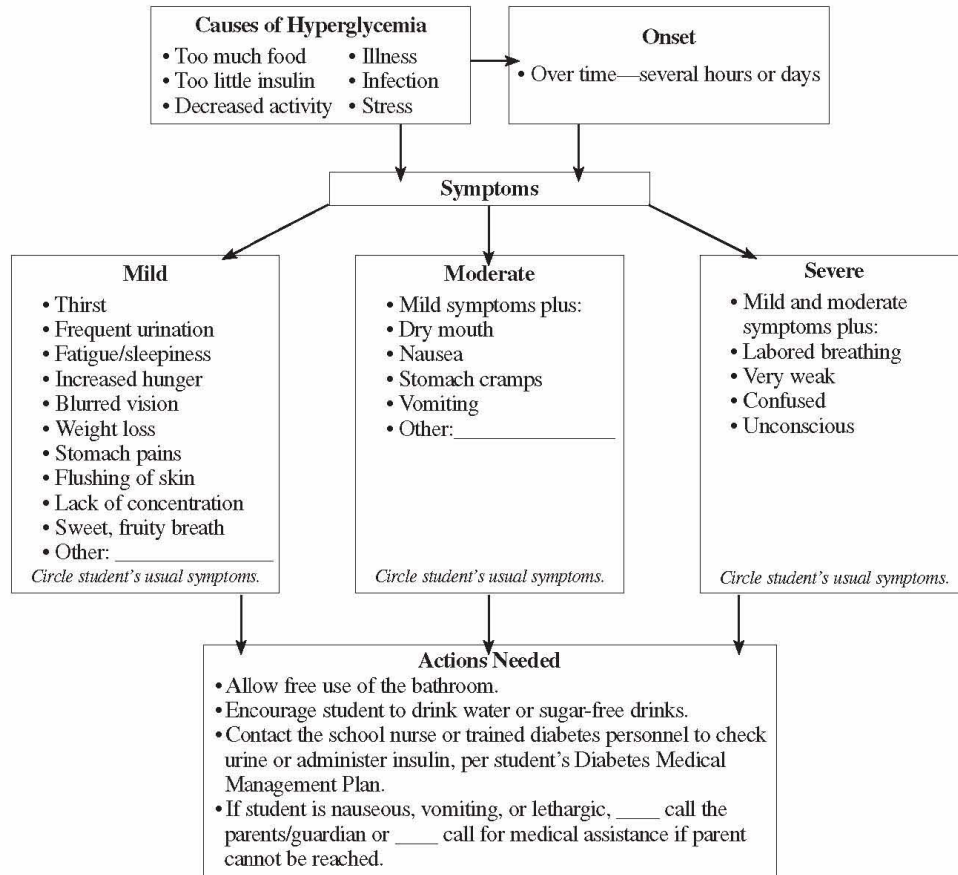 Causes of Hyperglycemia
• Too much food
• Too little insulin
• Decreased activity
• Illness
• Infection
• Stress
Onset
• Over time—several hours or days
Symptoms
Mild
• Thirst
• Frequent urination
• Fatigue/sleepiness
• Increased hunger
• Blurred vision
• Weight loss
• Stomach pains
• Flushing of skin
• Lack of concentration
• Sweet, fruity breath
• Other: ________________
Circle student’s usual symptoms.
Moderate
• Mild symptoms plus:
• Dry mouth
• Nausea
• Stomach cramps
• Vomiting
• Other:________________
Circle student’s usual symptoms.
Severe
• Mild and moderate
symptoms plus:
• Labored breathing
• Very weak
• Confused
• Unconscious
Circle student’s usual symptoms.
Actions Needed
• Allow free use of the bathroom.
• Encourage student to drink water or sugar-free drinks.
• Contact the school nurse or trained diabetes personnel to check
urine or administer insulin, per student’s Diabetes Medical
Management Plan.
• If student is nauseous, vomiting, or lethargic, ____ call the
parents/guardian or ____ call for medical assistance if parent
cannot be reached.